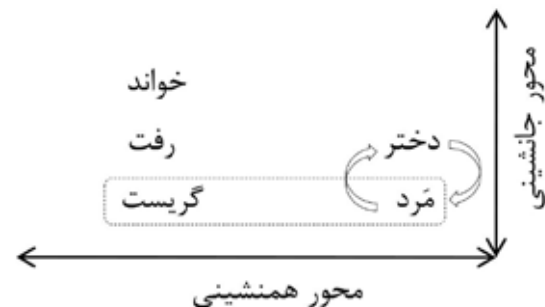 خواند
دختر رفت
مَرد گریست
محور جانشینی
محور همنشینی